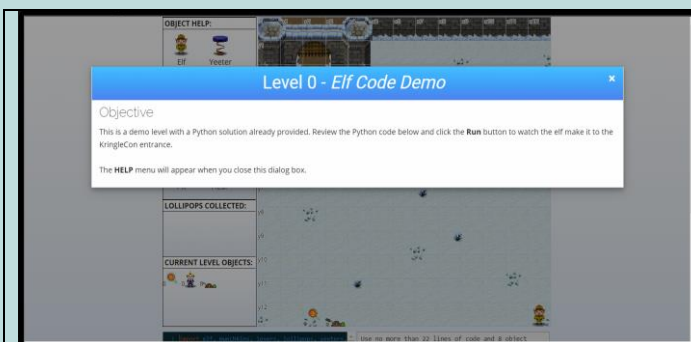 OBJECT HELP:
Elf Yeeter
Level 0 - Elf Code Demo
×
Objective
This is a demo level with a Python solution already provided. Review the Python code below and click the Run button to watch the elf make it to the
KringleCon entrance.
The HELP menu will appear when you close this dialog box.
LOLLIPOPS COLLECTED:
CURRENT LEVEL OBJECTS:
y10
y11
y12
Use no more than 22 lines of code and 8 object